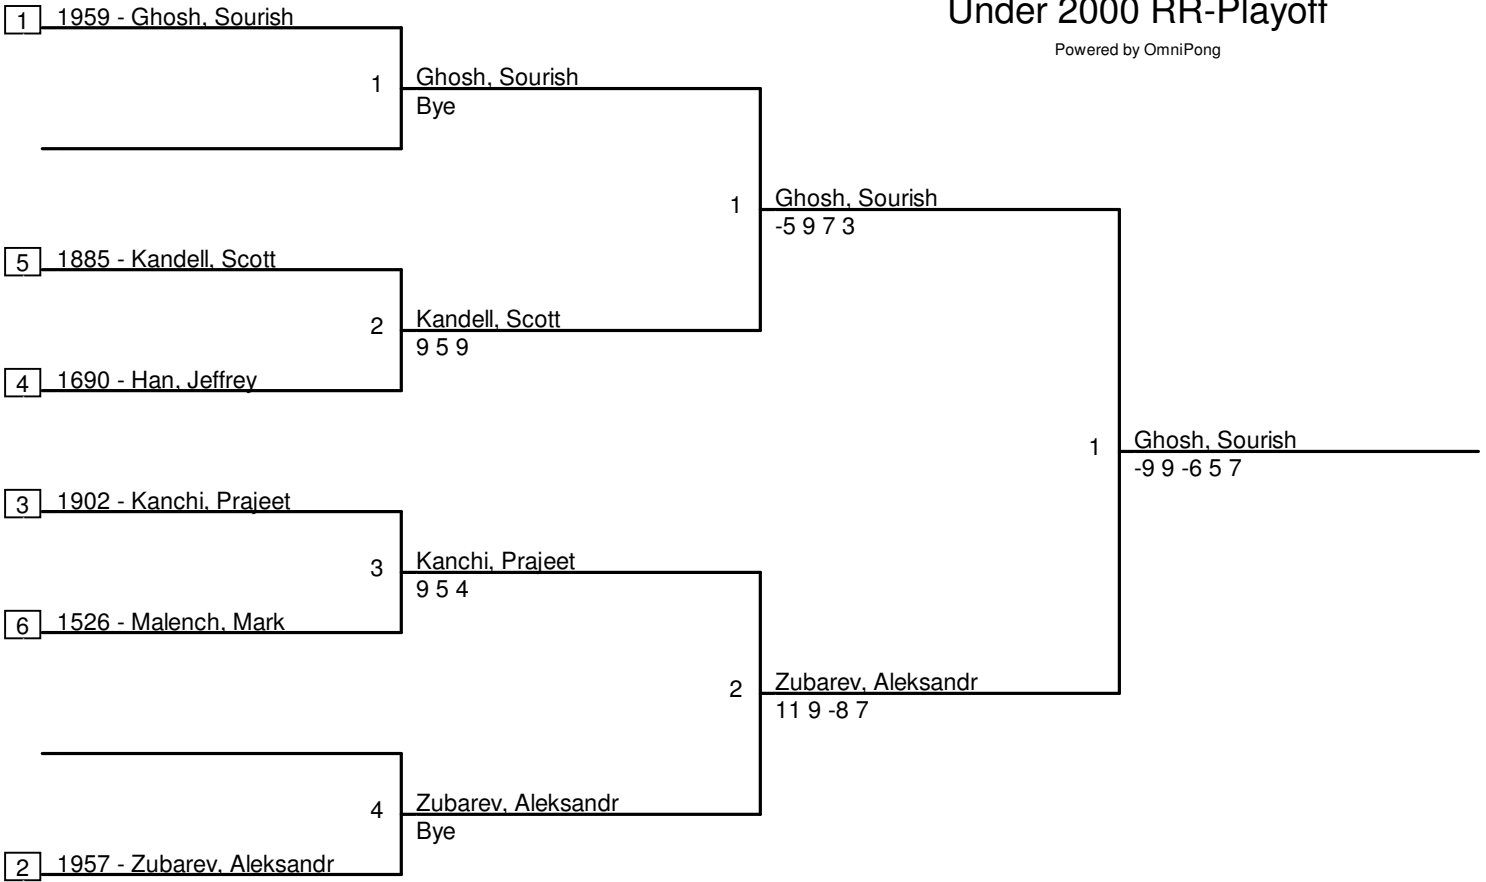 Under 2000 RR-Playoff
Powered by OmniPong
1 1959 - Ghosh, Sourish
1 Ghosh, Sourish
Bye
1 Ghosh, Sourish
-5 9 7 3
5 1885 - Kandell, Scott
2 Kandell, Scott
9 5 9
4 1690 - Han, Jeffrey
1 Ghosh, Sourish
-9 9 -6 5 7
3 1902 - Kanchi, Prajeet
3 Kanchi, Prajeet
9 5 4
6 1526 - Malench, Mark
2 Zubarev, Aleksandr
11 9 -8 7
4 Zubarev, Aleksandr
Bye
2 1957 - Zubarev, Aleksandr